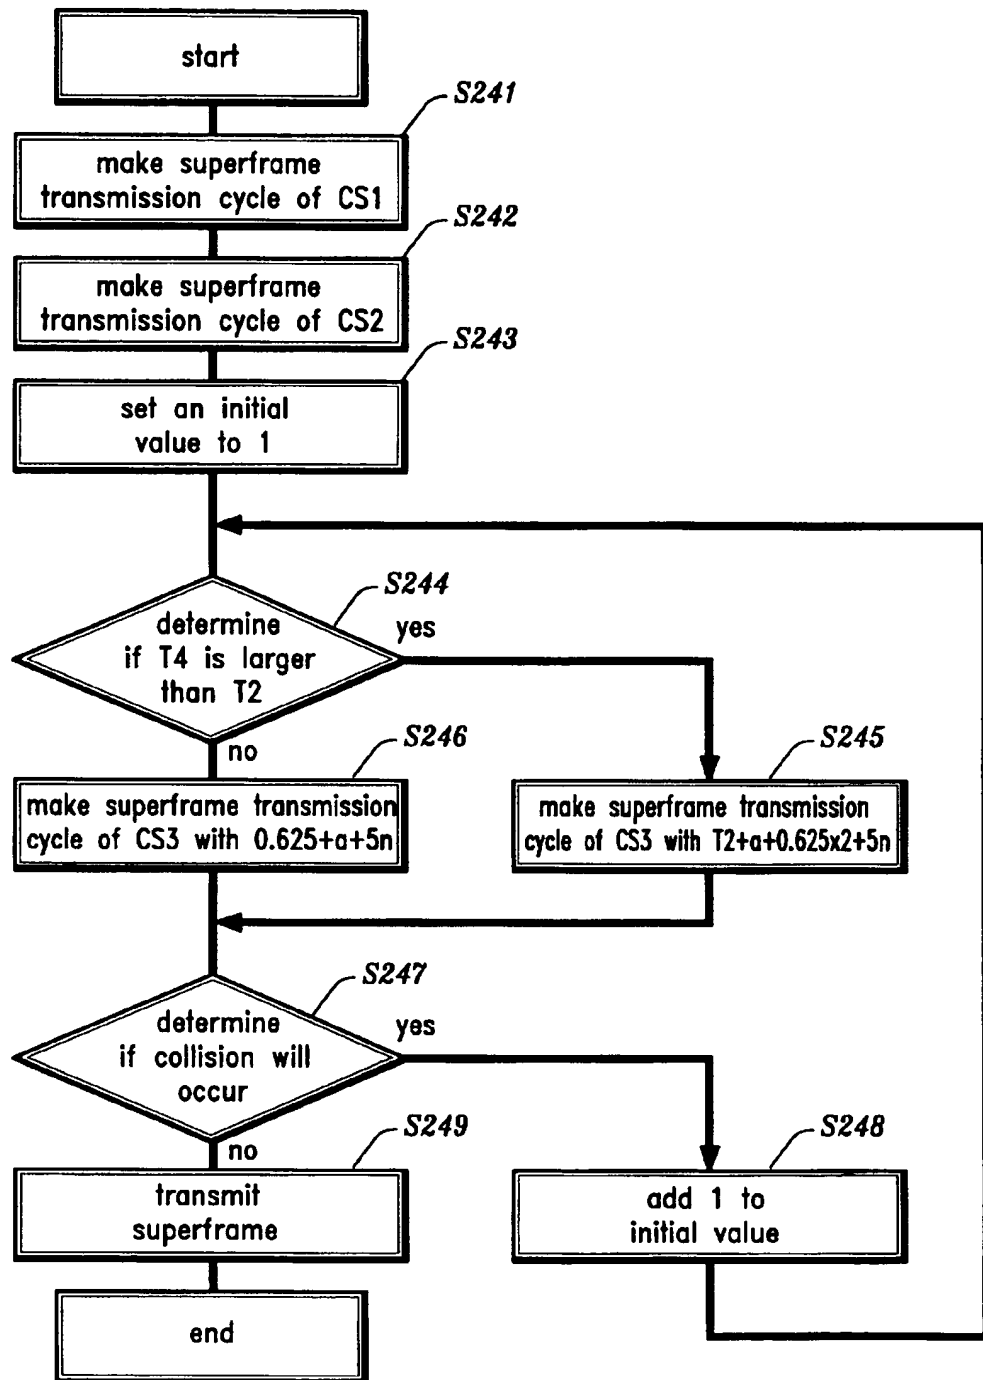 start
S241
make superframe
transmission cycle of CS1
S242
make superframe
transmission cycle of CS2
S243
set an initial
value to 1
S244
determine
if T4 is larger
than T2
yes
no
S246
make superframe transmission
cycle of CS3 with 0.625+a+5n
S245
make superframe transmission
cycle of CS3 with T2+a+0.625x2+5n
S247
determine
if collision will
occur
yes
no
S249
transmit
superframe
S248
add 1 to
initial value
end